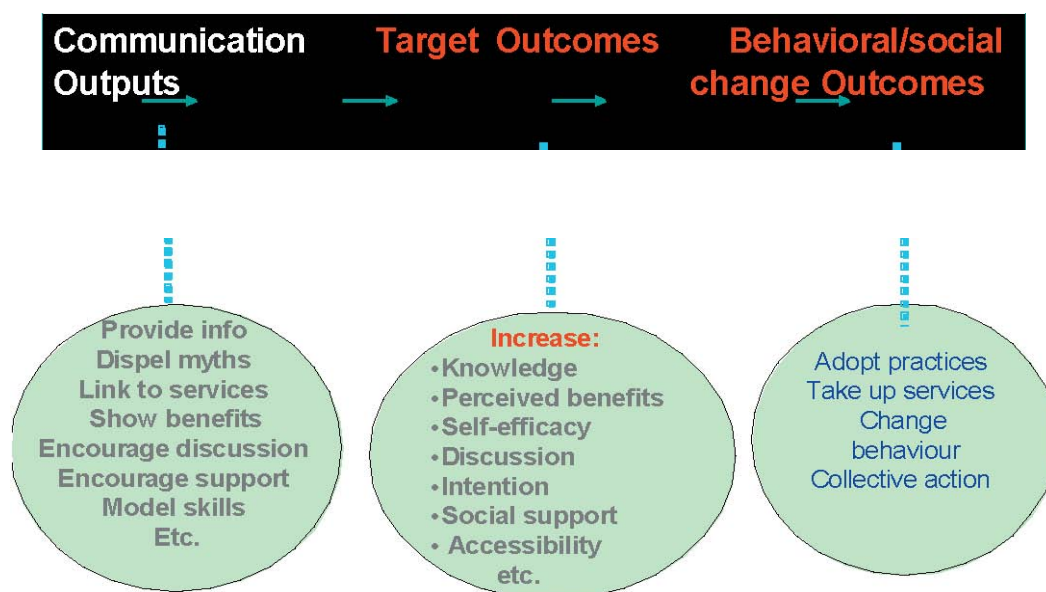 Communication Outputs
Target Outcomes
Behavioral/social change Outcomes
Provide info
Dispel myths
Link to services
Show benefits
Encourage discussion
Encourage support
Model skills
Etc.
Increase:
•Knowledge
•Perceived benefits
•Self-efficacy
•Discussion
•Intention
•Social support
• Accessibility
etc.
Adopt practices
Take up services
Change
behaviour
Collective action